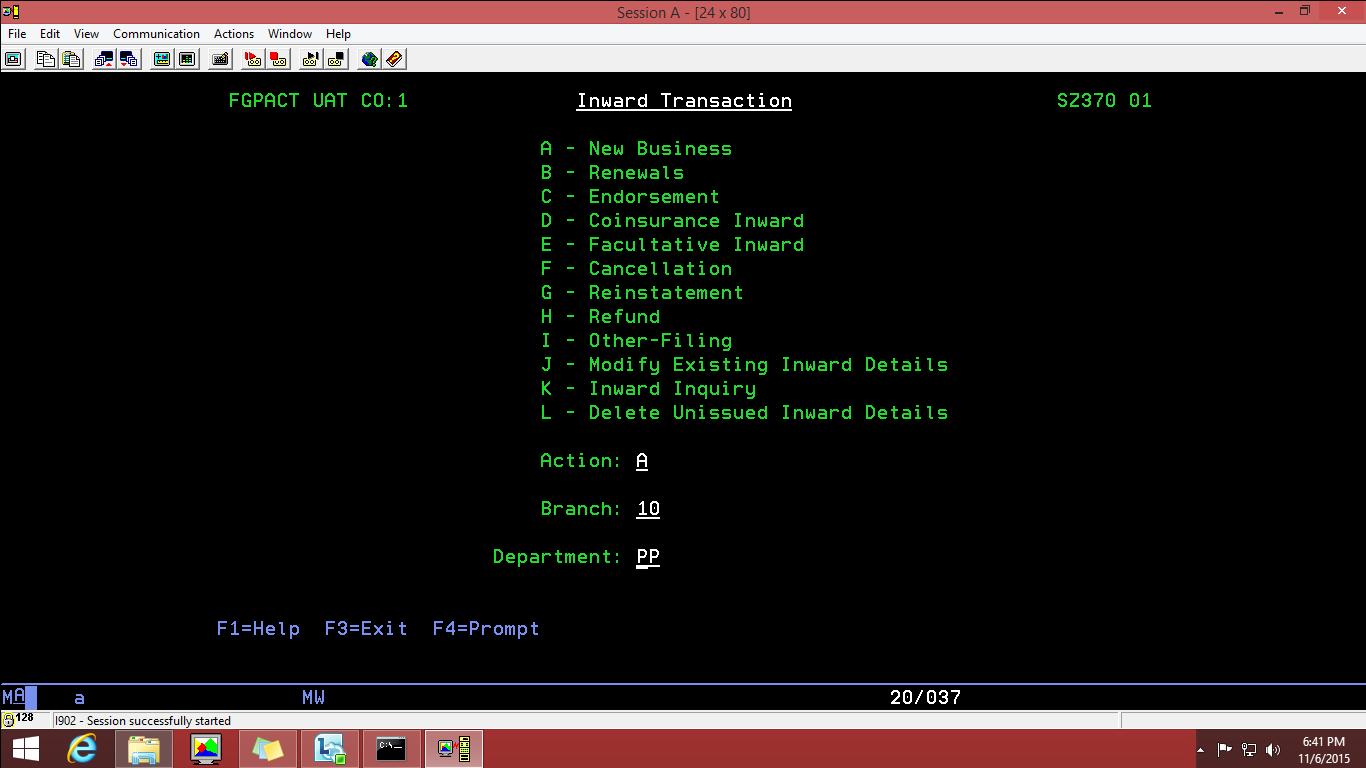 Session A - [24 x 80]
File Edit View Communication Actions Window Help
FGPACT UAT CO:1 Inward Transaction SZ370 01
A - New Business
B - Renewals
C - Endorsement
D - Coinsurance Inward
E - Facultative Inward
F - Cancellation
G - Reinstatement
H - Refund
I - Other-Filing
J - Modify Existing Inward Details
K - Inward Inquiry
L - Delete Unissued Inward Details
Action: A
Branch: 10
Department: PP
F1=Help F3=Exit F4=Prompt
MA a MW 20/037
128 I902 - Session successfully started
C:\_
6:41 PM
11/6/2015